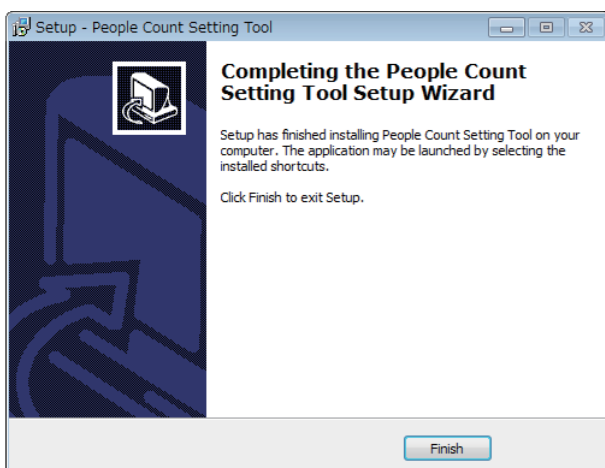 Setup - People Count Setting Tool
Completing the People Count
Setting Tool Setup Wizard
Setup has finished installing People Count Setting Tool on your
computer. The application may be launched by selecting the
installed shortcuts.
Click Finish to exit Setup.
Finish